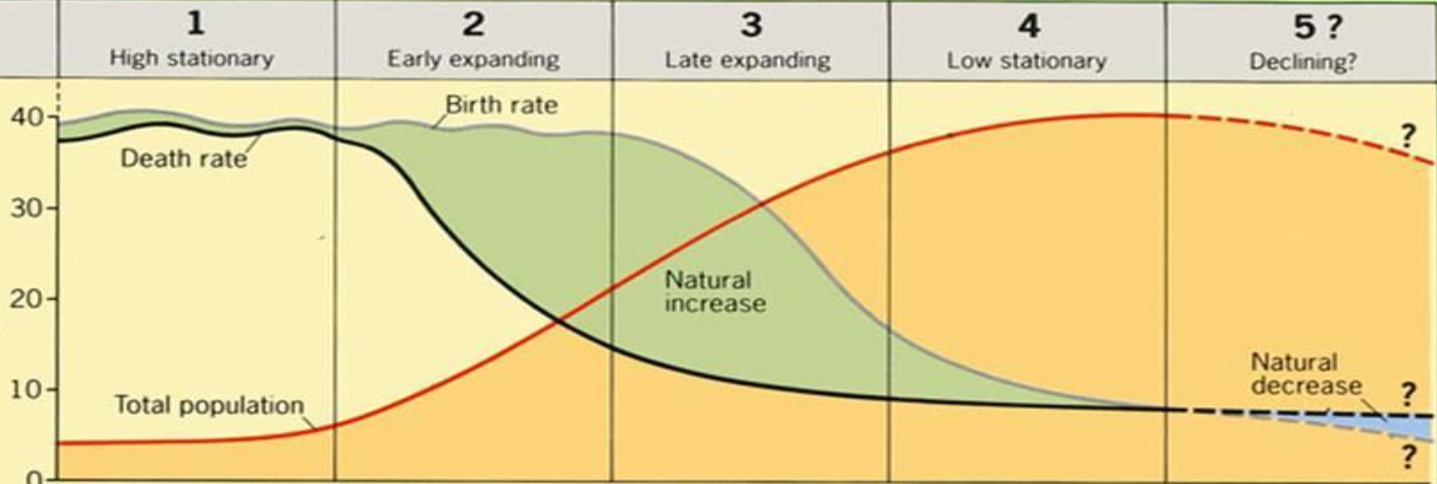 1 2 3 4 5 ?
High stationary Early expanding Late expanding Low stationary Declining?
40
Birth rate
?
Death rate
30
Natural
increase
20
Natural
decrease
10
?
Total population
?
0